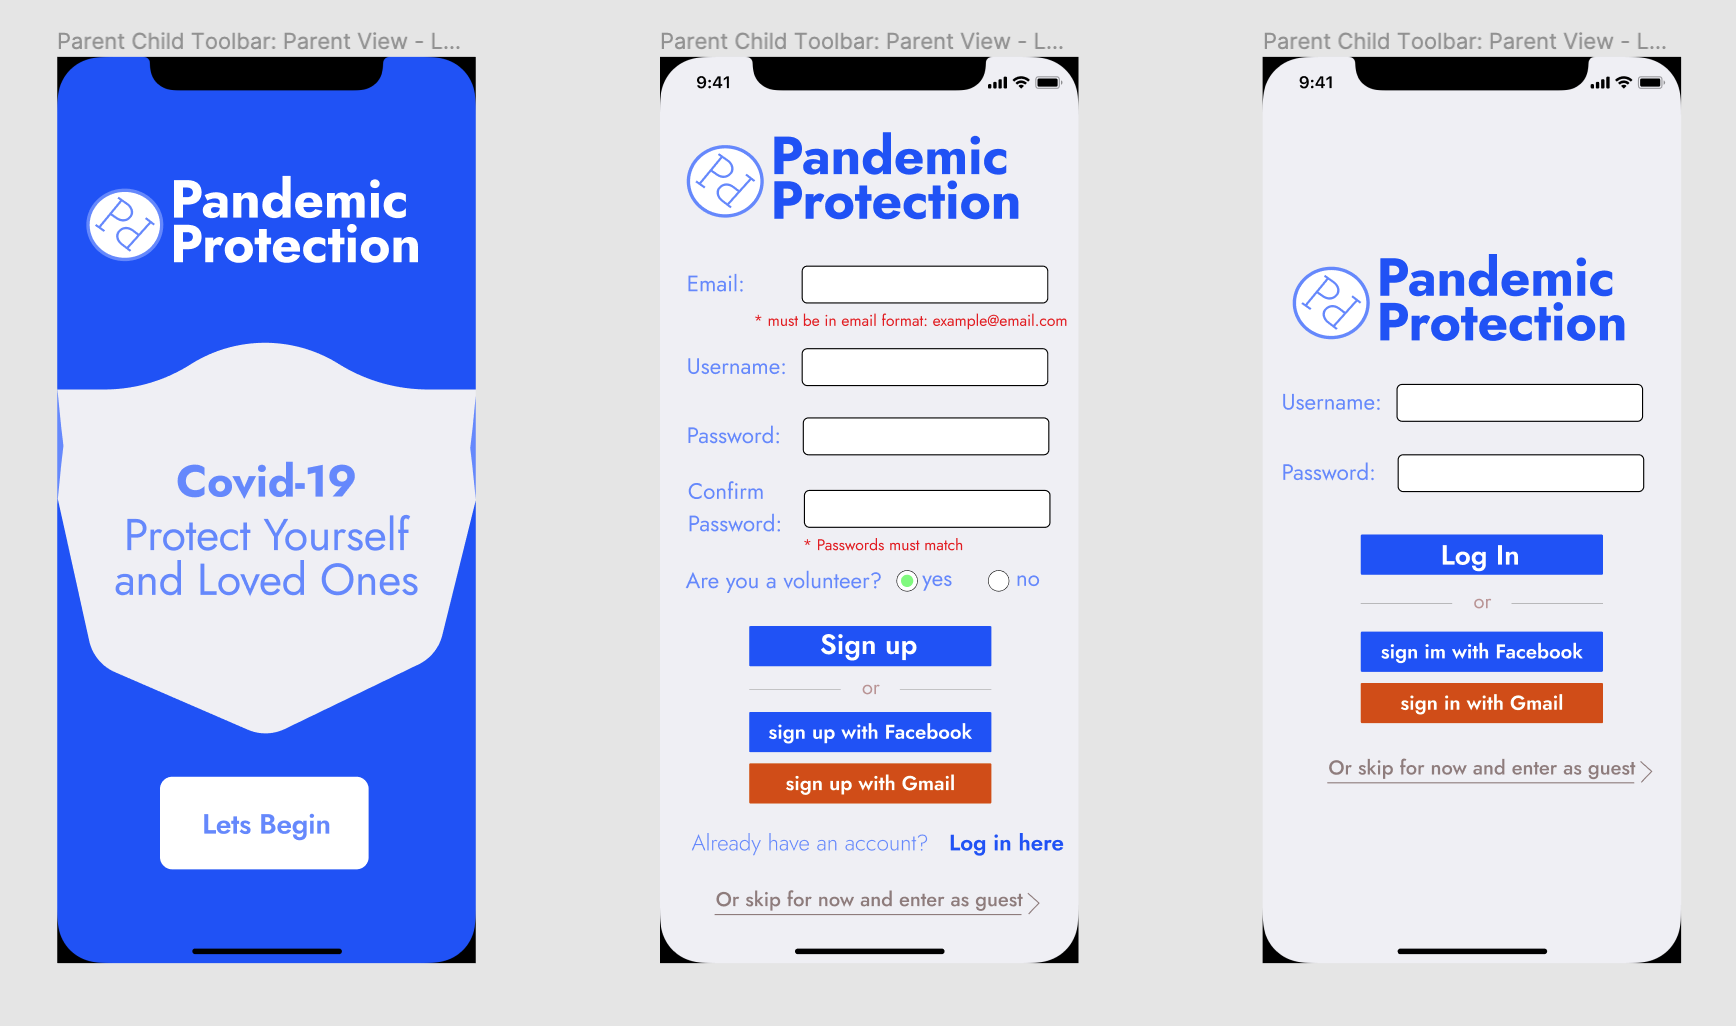 Parent Child Toolbar: Parent View - L...
Pd
Pandemic
Protection
Covid-19
Protect Yourself
and Loved Ones
Lets Begin
Parent Child Toolbar: Parent View - L...
9:41
Pd
Pandemic
Protection
Email:
* must be in email format: example@email.com
Username:
Password:
Confirm
Password:
* Passwords must match
Are you a volunteer? yes no
Sign up
or
sign up with Facebook
sign up with Gmail
Already have an account? Log in here
Or skip for now and enter as guest
Parent Child Toolbar: Parent View - L...
9:41
Pd
Pandemic
Protection
Username:
Password:
Log In
or
sign im with Facebook
sign in with Gmail
Or skip for now and enter as guest